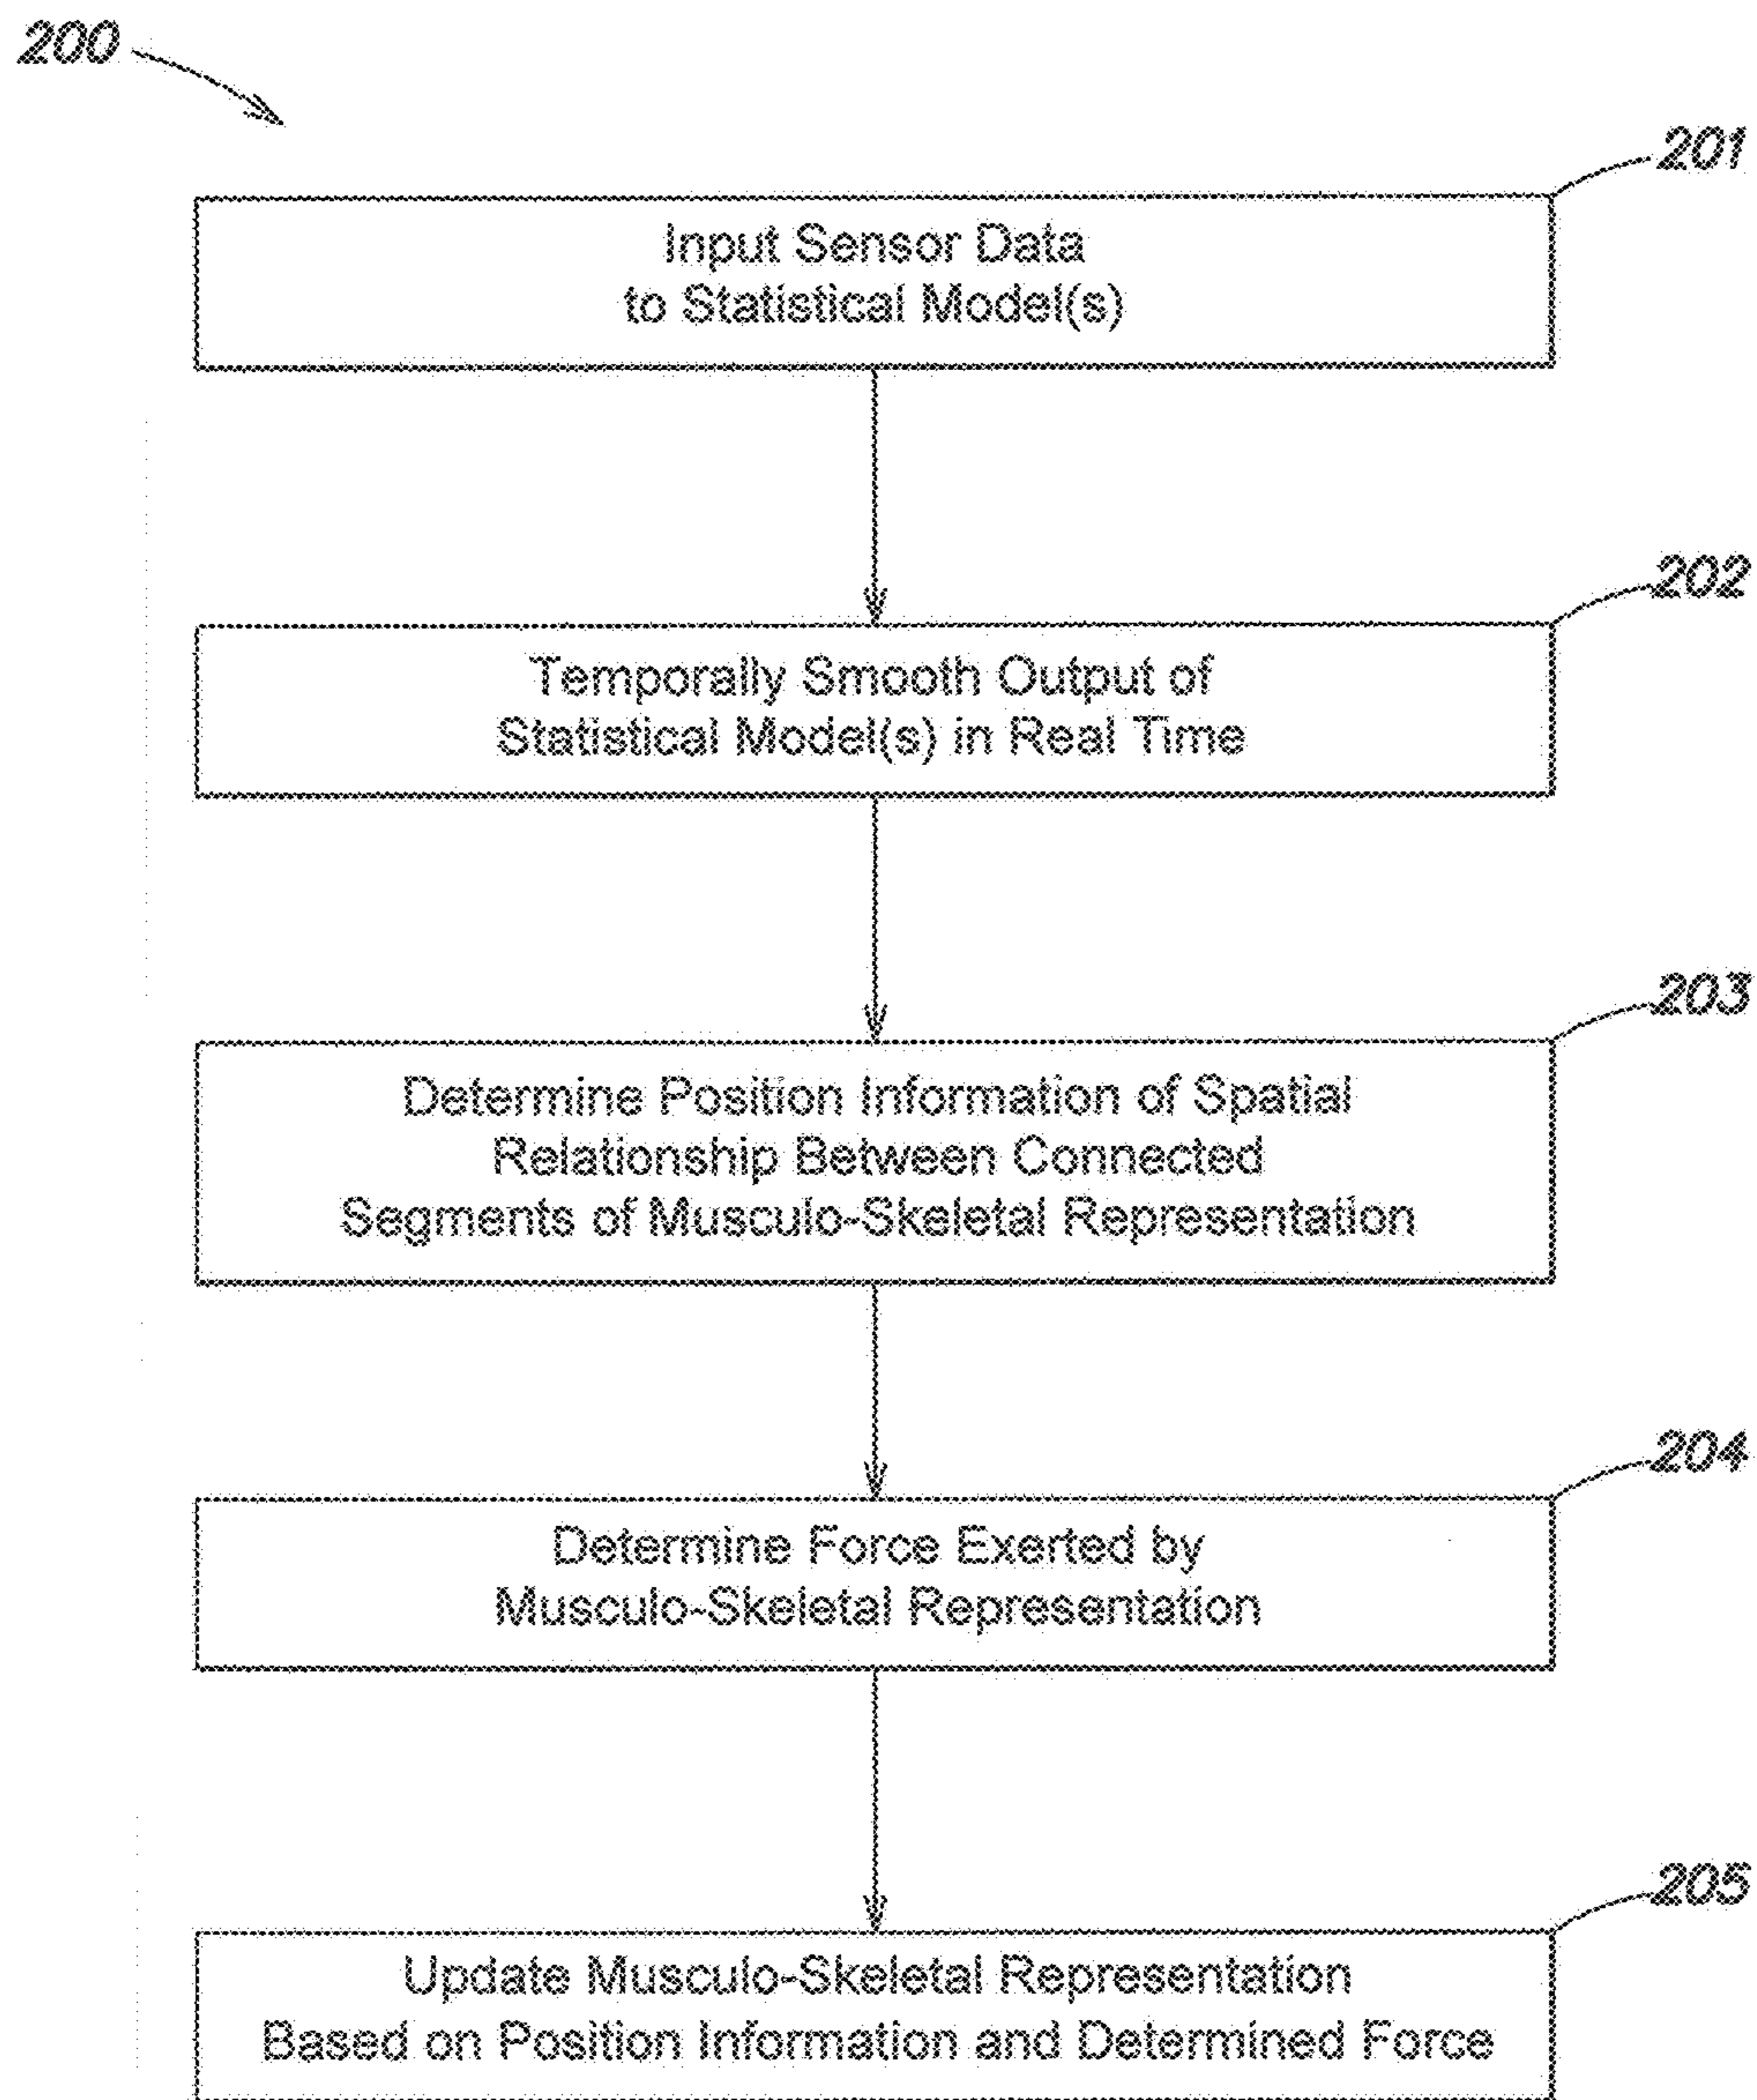 200
201
Input Sensor Data
to Statistical Model(s)
202
Temporally Smooth Output of
Statistical Model(s) in Real Time
203
Determine Position Information of Spatial
Relationship Between Connected
Segments of Musculo-Skeletal Representation
204
Determine Force Exerted by
Musculo-Skeletal Representation
205
Update Musculo-Skeletal Representation
Based on Position Information and Determined Force